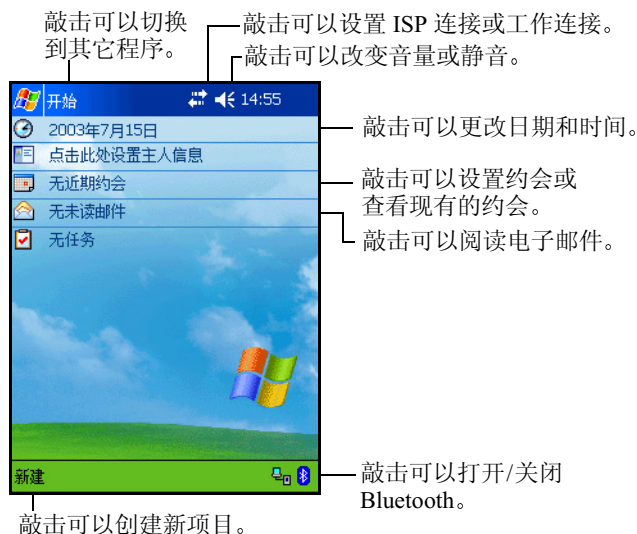 敲击可以切换
到其它程序。
敲击可以设置 ISP 连接或工作连接。
敲击可以改变音量或静音。
开始 14:55
2003年7月15日
点击此处设置主人信息
无近期约会
无未读邮件
无任务
敲击可以更改日期和时间。
敲击可以设置约会或
查看现有的约会。
敲击可以阅读电子邮件。
新建
敲击可以打开/关闭
Bluetooth。
敲击可以创建新项目。